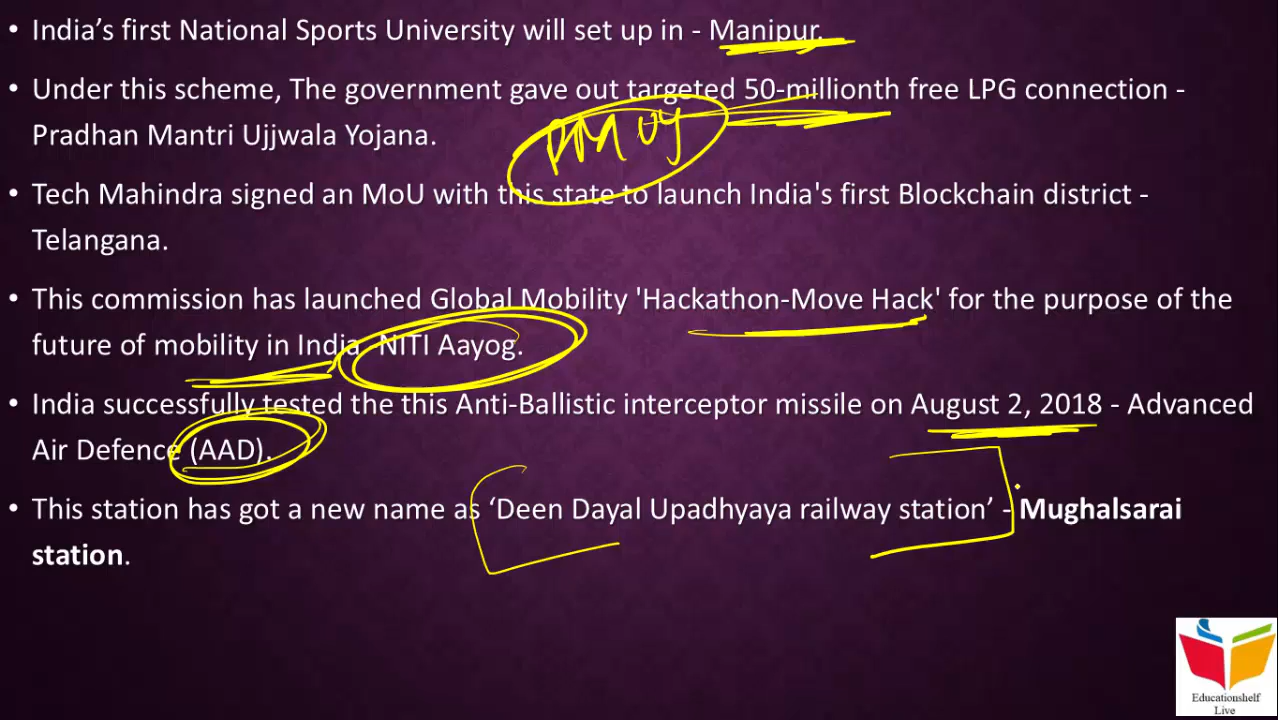 • India’s first National Sports University will set up in - Manipur.
• Under this scheme, The government gave out targeted 50-millionth free LPG connection -
Pradhan Mantri Ujjwala Yojana.
• Tech Mahindra signed an MoU with this state to launch India's first Blockchain district -
Telangana.
• This commission has launched Global Mobility 'Hackathon-Move Hack' for the purpose of the
future of mobility in India -NITI Aayog.
• India successfully tested the this Anti-Ballistic interceptor missile on August 2, 2018 - Advanced
Air Defence (AAD).
• This station has got a new name as ‘Deen Dayal Upadhyaya railway station’ - Mughalsarai
station.
Educationshelf
Live